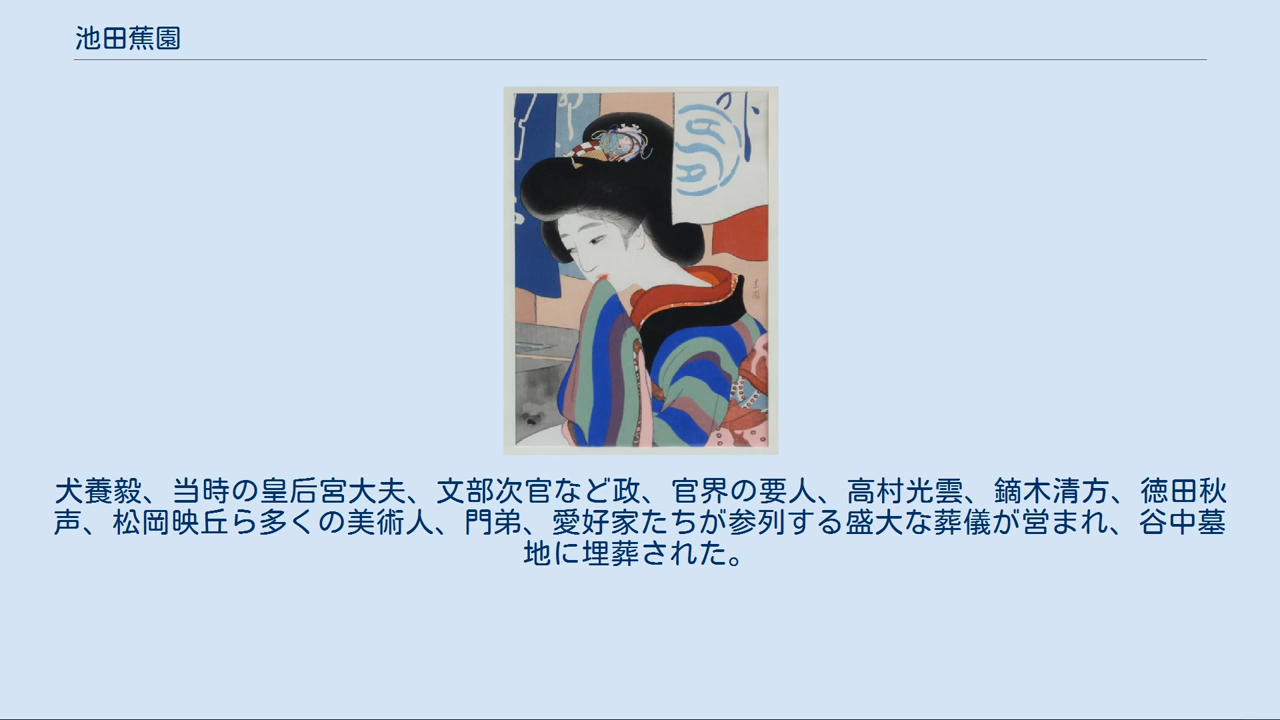 池田蕉園
犬養毅、当時の皇后宮大夫、文部次官など政、官界の要人、高村光雲、鏑木清方、徳田秋
声、松岡映丘ら多くの美術人、門弟、愛好家たちが参列する盛大な葬儀が営まれ、谷中墓
地に埋葬された。